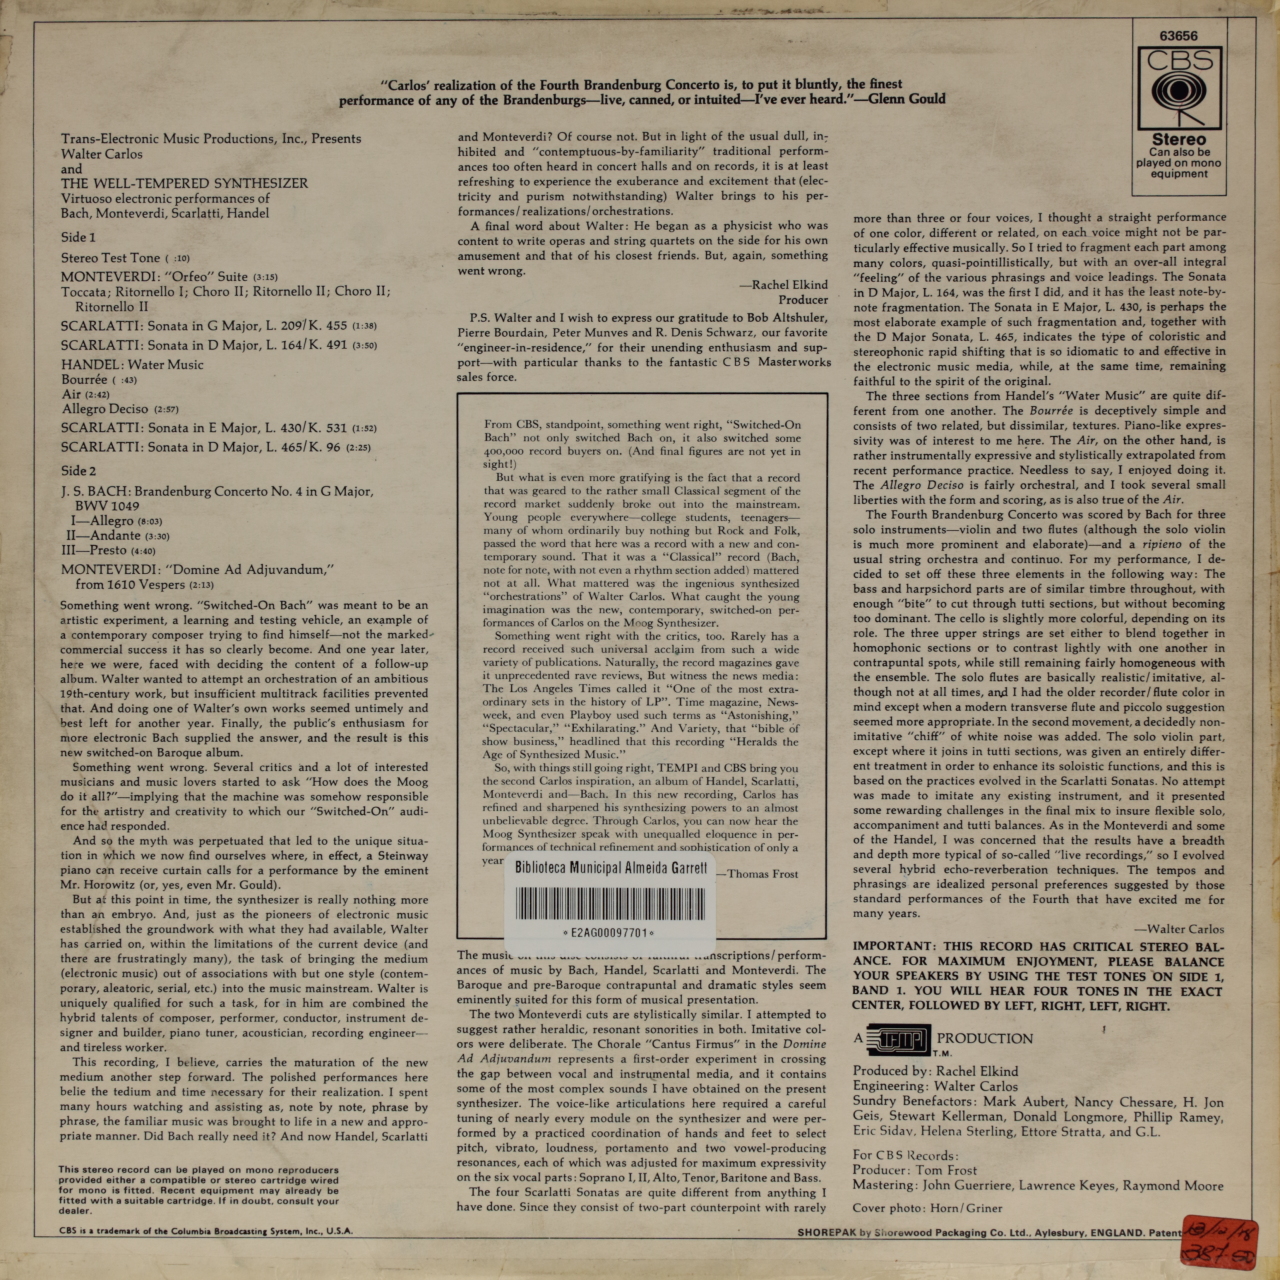 63656
CBS
Stereo
Can also be
played on mono
equipment
"Carlos' realization of the Fourth Brandenburg Concerto is, to put it bluntly, the finest
performance of any of the Brandenburgs—live, canned, or intuited—I've ever heard."—Glenn Gould
Trans-Electronic Music Productions, Inc., Presents
Walter Carlos
and
THE WELL-TEMPERED SYNTHESIZER
Virtuoso electronic performances of
Bach, Monteverdi, Scarlatti, Handel
Side 1
Stereo Test Tone ( :10)
MONTEVERDI: "Orfeo" Suite (3:15)
Toccata; Ritornello I; Choro II; Ritornello II; Choro II;
Ritornello II
SCARLATTI: Sonata in G Major, L. 209/K. 455 (1:38)
SCARLATTI: Sonata in D Major, L. 164/K. 491 (3:50)
HANDEL: Water Music
Bourrée ( :43)
Air (2:42)
Allegro Deciso (2:57)
SCARLATTI: Sonata in E Major, L. 430/K. 531 (1:52)
SCARLATTI: Sonata in D Major, L. 465/K. 96 (2:25)
Side 2
J. S. BACH: Brandenburg Concerto No. 4 in G Major,
BWV 1049
I—Allegro (8:03)
II—Andante (3:30)
III—Presto (4:40)
MONTEVERDI: "Domine Ad Adjuvandum,"
from 1610 Vespers (2:13)
Something went wrong. "Switched-On Bach" was meant to be an
artistic experiment, a learning and testing vehicle, an example of
a contemporary composer trying to find himself—not the marked
commercial success it has so clearly become. And one year later,
here we were, faced with deciding the content of a follow-up
album. Walter wanted to attempt an orchestration of an ambitious
19th-century work, but insufficient multitrack facilities prevented
that. And doing one of Walter's own works seemed untimely and
best left for another year. Finally, the public's enthusiasm for
more electronic Bach supplied the answer, and the result is this
new switched-on Baroque album.
Something went wrong. Several critics and a lot of interested
musicians and music lovers started to ask "How does the Moog
do it all?"—implying that the machine was somehow responsible
for the artistry and creativity to which our "Switched-On" audi-
ence had responded.
And so the myth was perpetuated that led to the unique situa-
tion in which we now find ourselves where, in effect, a Steinway
piano can receive curtain calls for a performance by the eminent
Mr. Horowitz (or, yes, even Mr. Gould).
But at this point in time, the synthesizer is really nothing more
than an embryo. And, just as the pioneers of electronic music
established the groundwork with what they had available, Walter
has carried on, within the limitations of the current device (and
there are frustratingly many), the task of bringing the medium
(electronic music) out of associations with but one style (contem-
porary, aleatoric, serial, etc.) into the music mainstream. Walter is
uniquely qualified for such a task, for in him are combined the
hybrid talents of composer, performer, conductor, instrument de-
signer and builder, piano tuner, acoustician, recording engineer—
and tireless worker.
This recording, I believe, carries the maturation of the new
medium another step forward. The polished performances here
belie the tedium and time necessary for their realization. I spent
many hours watching and assisting as, note by note, phrase by
phrase, the familiar music was brought to life in a new and appro-
priate manner. Did Bach really need it? And now Handel, Scarlatti
This stereo record can be played on mono reproducers
provided either a compatible or stereo cartridge wired
for mono is fitted. Recent equipment may already be
fitted with a suitable cartridge. If in doubt, consult your
dealer.
CBS is a trademark of the Columbia Broadcasting System, Inc., U.S.A.
and Monteverdi? Of course not. But in light of the usual dull, in-
hibited and "contemptuous-by-familiarity" traditional perform-
ances too often heard in concert halls and on records, it is at least
refreshing to experience the exuberance and excitement that (elec-
tricity and purism notwithstanding) Walter brings to his per-
formances/realizations/orchestrations.
A final word about Walter: He began as a physicist who was
content to write operas and string quartets on the side for his own
amusement and that of his closest friends. But, again, something
went wrong.
—Rachel Elkind
Producer
P.S. Walter and I wish to express our gratitude to Bob Altshuler,
Pierre Bourdain, Peter Munves and R. Denis Schwarz, our favorite
"engineer-in-residence," for their unending enthusiasm and sup-
port—with particular thanks to the fantastic CBS Masterworks
sales force.
From CBS, standpoint, something went right, "Switched-On
Bach" not only switched Bach on, it also switched some
400,000 record buyers on. (And final figures are not yet in
sight!)
But what is even more gratifying is the fact that a record
that was geared to the rather small Classical segment of the
record market suddenly broke out into the mainstream.
Young people everywhere—college students, teenagers—
many of whom ordinarily buy nothing but Rock and Folk,
passed the word that here was a record with a new and con-
temporary sound. That it was a "Classical" record (Bach,
note for note, with not even a rhythm section added) mattered
not at all. What mattered was the ingenious synthesized
"orchestrations" of Walter Carlos. What caught the young
imagination was the new, contemporary, switched-on per-
formances of Carlos on the Moog Synthesizer.
Something went right with the critics, too. Rarely has a
record received such universal acclaim from such a wide
variety of publications. Naturally, the record magazines gave
it unprecedented rave reviews, But witness the news media:
The Los Angeles Times called it "One of the most extra-
ordinary sets in the history of LP". Time magazine, News-
week, and even Playboy used such terms as "Astonishing,"
"Spectacular," "Exhilarating." And Variety, that "bible of
show business," headlined that this recording "Heralds the
Age of Synthesized Music."
So, with things still going right, TEMPI and CBS bring you
the second Carlos inspiration, an album of Handel, Scarlatti,
Monteverdi and—Bach. In this new recording, Carlos has
refined and sharpened his synthesizing powers to an almost
unbelievable degree. Through Carlos, you can now hear the
Moog Synthesizer speak with unequalled eloquence in per-
formances of technical refinement and sophistication of only a
year
—Thomas Frost
Biblioteca Municipal Almeida Garrett
* E2AG00097701 *
The music on this disc consists of transcriptions/perform-
ances of music by Bach, Handel, Scarlatti and Monteverdi. The
Baroque and pre-Baroque contrapuntal and dramatic styles seem
eminently suited for this form of musical presentation.
The two Monteverdi cuts are stylistically similar. I attempted to
suggest rather heraldic, resonant sonorities in both. Imitative col-
ors were deliberate. The Chorale "Cantus Firmus" in the Domine
Ad Adjuvandum represents a first-order experiment in crossing
the gap between vocal and instrumental media, and it contains
some of the most complex sounds I have obtained on the present
synthesizer. The voice-like articulations here required a careful
tuning of nearly every module on the synthesizer and were per-
formed by a practiced coordination of hands and feet to select
pitch, vibrato, loudness, portamento and two vowel-producing
resonances, each of which was adjusted for maximum expressivity
on the six vocal parts: Soprano I, II, Alto, Tenor, Baritone and Bass.
The four Scarlatti Sonatas are quite different from anything I
have done. Since they consist of two-part counterpoint with rarely
more than three or four voices, I thought a straight performance
of one color, different or related, on each voice might not be par-
ticularly effective musically. So I tried to fragment each part among
many colors, quasi-pointillistically, but with an over-all integral
"feeling" of the various phrasings and voice leadings. The Sonata
in D Major, L. 164, was the first I did, and it has the least note-by-
note fragmentation. The Sonata in E Major, L. 430, is perhaps the
most elaborate example of such fragmentation and, together with
the D Major Sonata, L. 465, indicates the type of coloristic and
stereophonic rapid shifting that is so idiomatic to and effective in
the electronic music media, while, at the same time, remaining
faithful to the spirit of the original.
The three sections from Handel's "Water Music" are quite dif-
ferent from one another. The Bourrée is deceptively simple and
consists of two related, but dissimilar, textures. Piano-like expres-
sivity was of interest to me here. The Air, on the other hand, is
rather instrumentally expressive and stylistically extrapolated from
recent performance practice. Needless to say, I enjoyed doing it.
The Allegro Deciso is fairly orchestral, and I took several small
liberties with the form and scoring, as is also true of the Air.
The Fourth Brandenburg Concerto was scored by Bach for three
solo instruments—violin and two flutes (although the solo violin
is much more prominent and elaborate)—and a ripieno of the
usual string orchestra and continuo. For my performance, I de-
cided to set off these three elements in the following way: The
bass and harpsichord parts are of similar timbre throughout, with
enough "bite" to cut through tutti sections, but without becoming
too dominant. The cello is slightly more colorful, depending on its
role. The three upper strings are set either to blend together in
homophonic sections or to contrast lightly with one another in
contrapuntal spots, while still remaining fairly homogeneous with
the ensemble. The solo flutes are basically realistic/imitative, al-
though not at all times, and I had the older recorder/flute color in
mind except when a modern transverse flute and piccolo suggestion
seemed more appropriate. In the second movement, a decidedly non-
imitative "chiff" of white noise was added. The solo violin part,
except where it joins in tutti sections, was given an entirely differ-
ent treatment in order to enhance its soloistic functions, and this is
based on the practices evolved in the Scarlatti Sonatas. No attempt
was made to imitate any existing instrument, and it presented
some rewarding challenges in the final mix to insure flexible solo,
accompaniment and tutti balances. As in the Monteverdi and some
of the Handel, I was concerned that the results have a breadth
and depth more typical of so-called "live recordings," so I evolved
several hybrid echo-reverberation techniques. The tempos and
phrasings are idealized personal preferences suggested by those
standard performances of the Fourth that have excited me for
many years.
—Walter Carlos
IMPORTANT: THIS RECORD HAS CRITICAL STEREO BAL-
ANCE. FOR MAXIMUM ENJOYMENT, PLEASE BALANCE
YOUR SPEAKERS BY USING THE TEST TONES ON SIDE 1,
BAND 1. YOU WILL HEAR FOUR TONES IN THE EXACT
CENTER, FOLLOWED BY LEFT, RIGHT, LEFT, RIGHT.
A TEMPI T.M. PRODUCTION
Produced by: Rachel Elkind
Engineering: Walter Carlos
Sundry Benefactors: Mark Aubert, Nancy Chessare, H. Jon
Geis, Stewart Kellerman, Donald Longmore, Phillip Ramey,
Eric Siday, Helena Sterling, Ettore Stratta, and G.L.
For CBS Records:
Producer: Tom Frost
Mastering: John Guerriere, Lawrence Keyes, Raymond Moore
Cover photo: Horn/Griner
SHOREPAK by Shorewood Packaging Co. Ltd., Aylesbury, ENGLAND. Patent